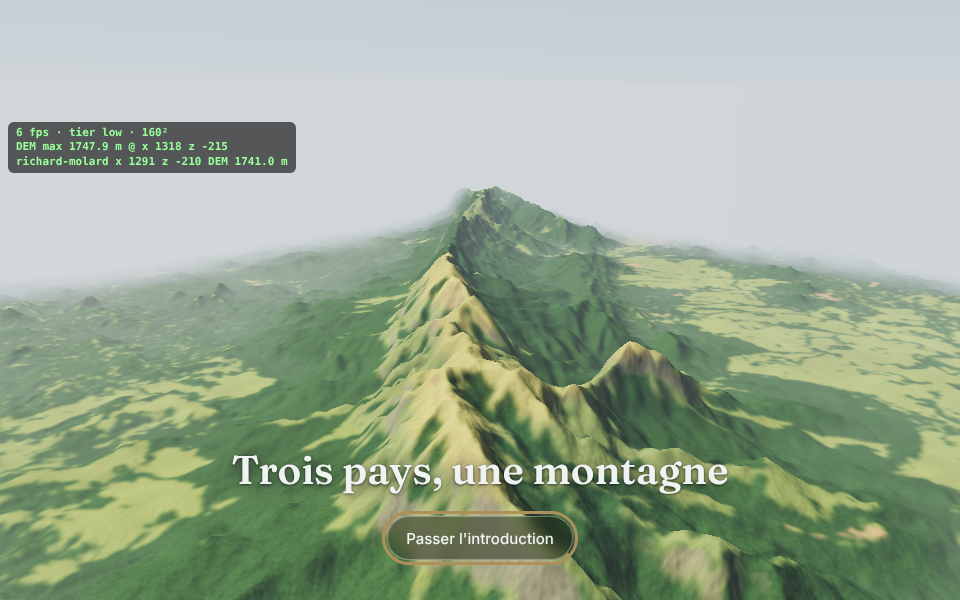 6 fps · tier low · 160²
DEM max 1747.9 m @ x 1318 z -215
richard-molard x 1291 z -210 DEM 1741.0 m
Trois pays, une montagne
Passer l'introduction